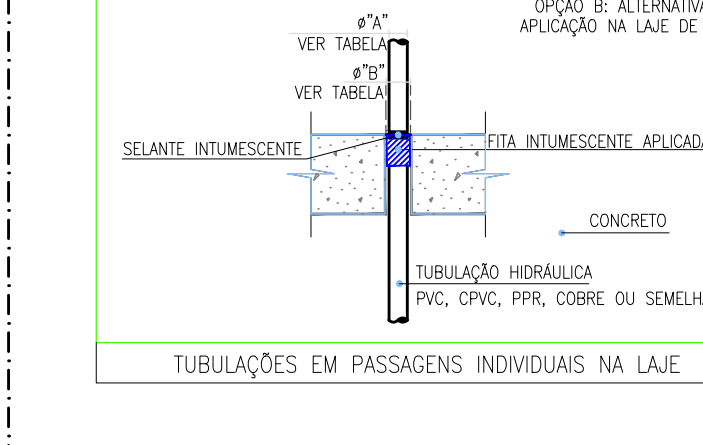 OPÇÃO B: ALTERNATIVA
APLICAÇÃO NA LAJE DE
ø"A"
VER TABELA
ø"B"
VER TABELA
SELANTE INTUMESCENTE
FITA INTUMESCENTE APLICADA
CONCRETO
TUBULAÇÃO HIDRÁULICA
PVC, CPVC, PPR, COBRE OU SEMELHA
TUBULAÇÕES EM PASSAGENS INDIVIDUAIS NA LAJE